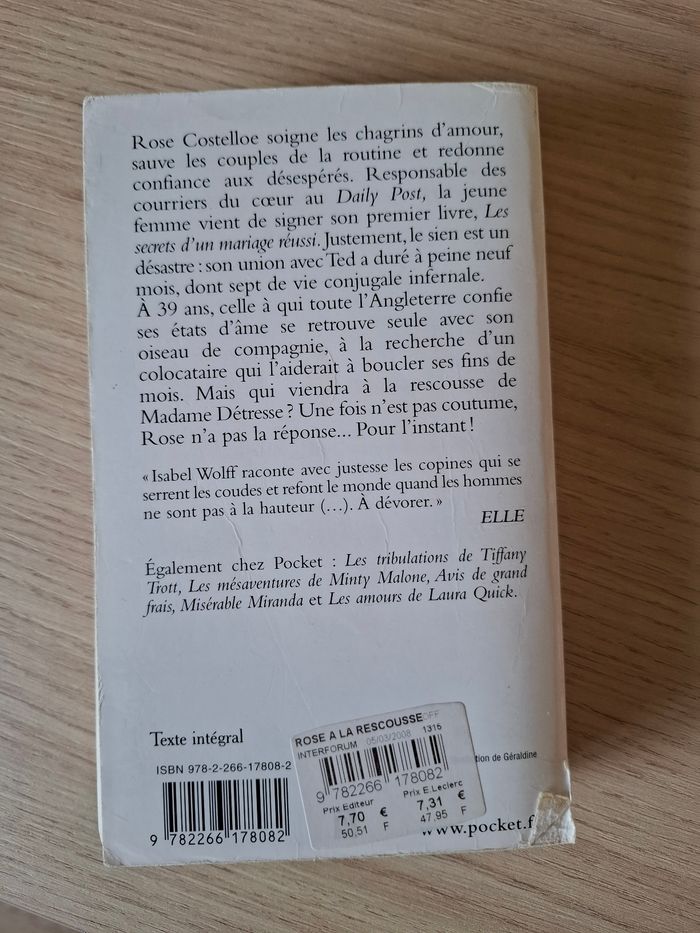 Rose Costelloe soigne les chagrins d'amour,
sauve les couples de la routine et redonne
confiance aux désespérés. Responsable des
courriers du cœur au Daily Post, la jeune
femme vient de signer son premier livre, Les
secrets d'un mariage réussi. Justement, le sien est un
désastre : son union avec Ted a duré à peine neuf
mois, dont sept de vie conjugale infernale.
À 39 ans, celle à qui toute l'Angleterre confie
ses états d'âme se retrouve seule avec son
oiseau de compagnie, à la recherche d'un
colocataire qui l'aiderait à boucler ses fins de
mois. Mais qui viendra à la rescousse de
Madame Détresse ? Une fois n'est pas coutume,
Rose n'a pas la réponse... Pour l'instant !
« Isabel Wolff raconte avec justesse les copines qui se
serrent les coudes et refont le monde quand les hommes
ne sont pas à la hauteur (…). À dévorer. »
ELLE
Également chez Pocket : Les tribulations de Tiffany
Trott, Les mésaventures de Minty Malone, Avis de grand
frais, Misérable Miranda et Les amours de Laura Quick.
Texte intégral
ISBN 978-2-266-17808-2
9 782266 178082
ROSE A LA RESCOUSSE
INTERFORUM 05/03/2008 1315
9 782266 178082
Prix Editeur Prix E.Leclerc
7,70 € 7,31 €
50,51 F 47,95 F
de Géraldine
www.pocket.f